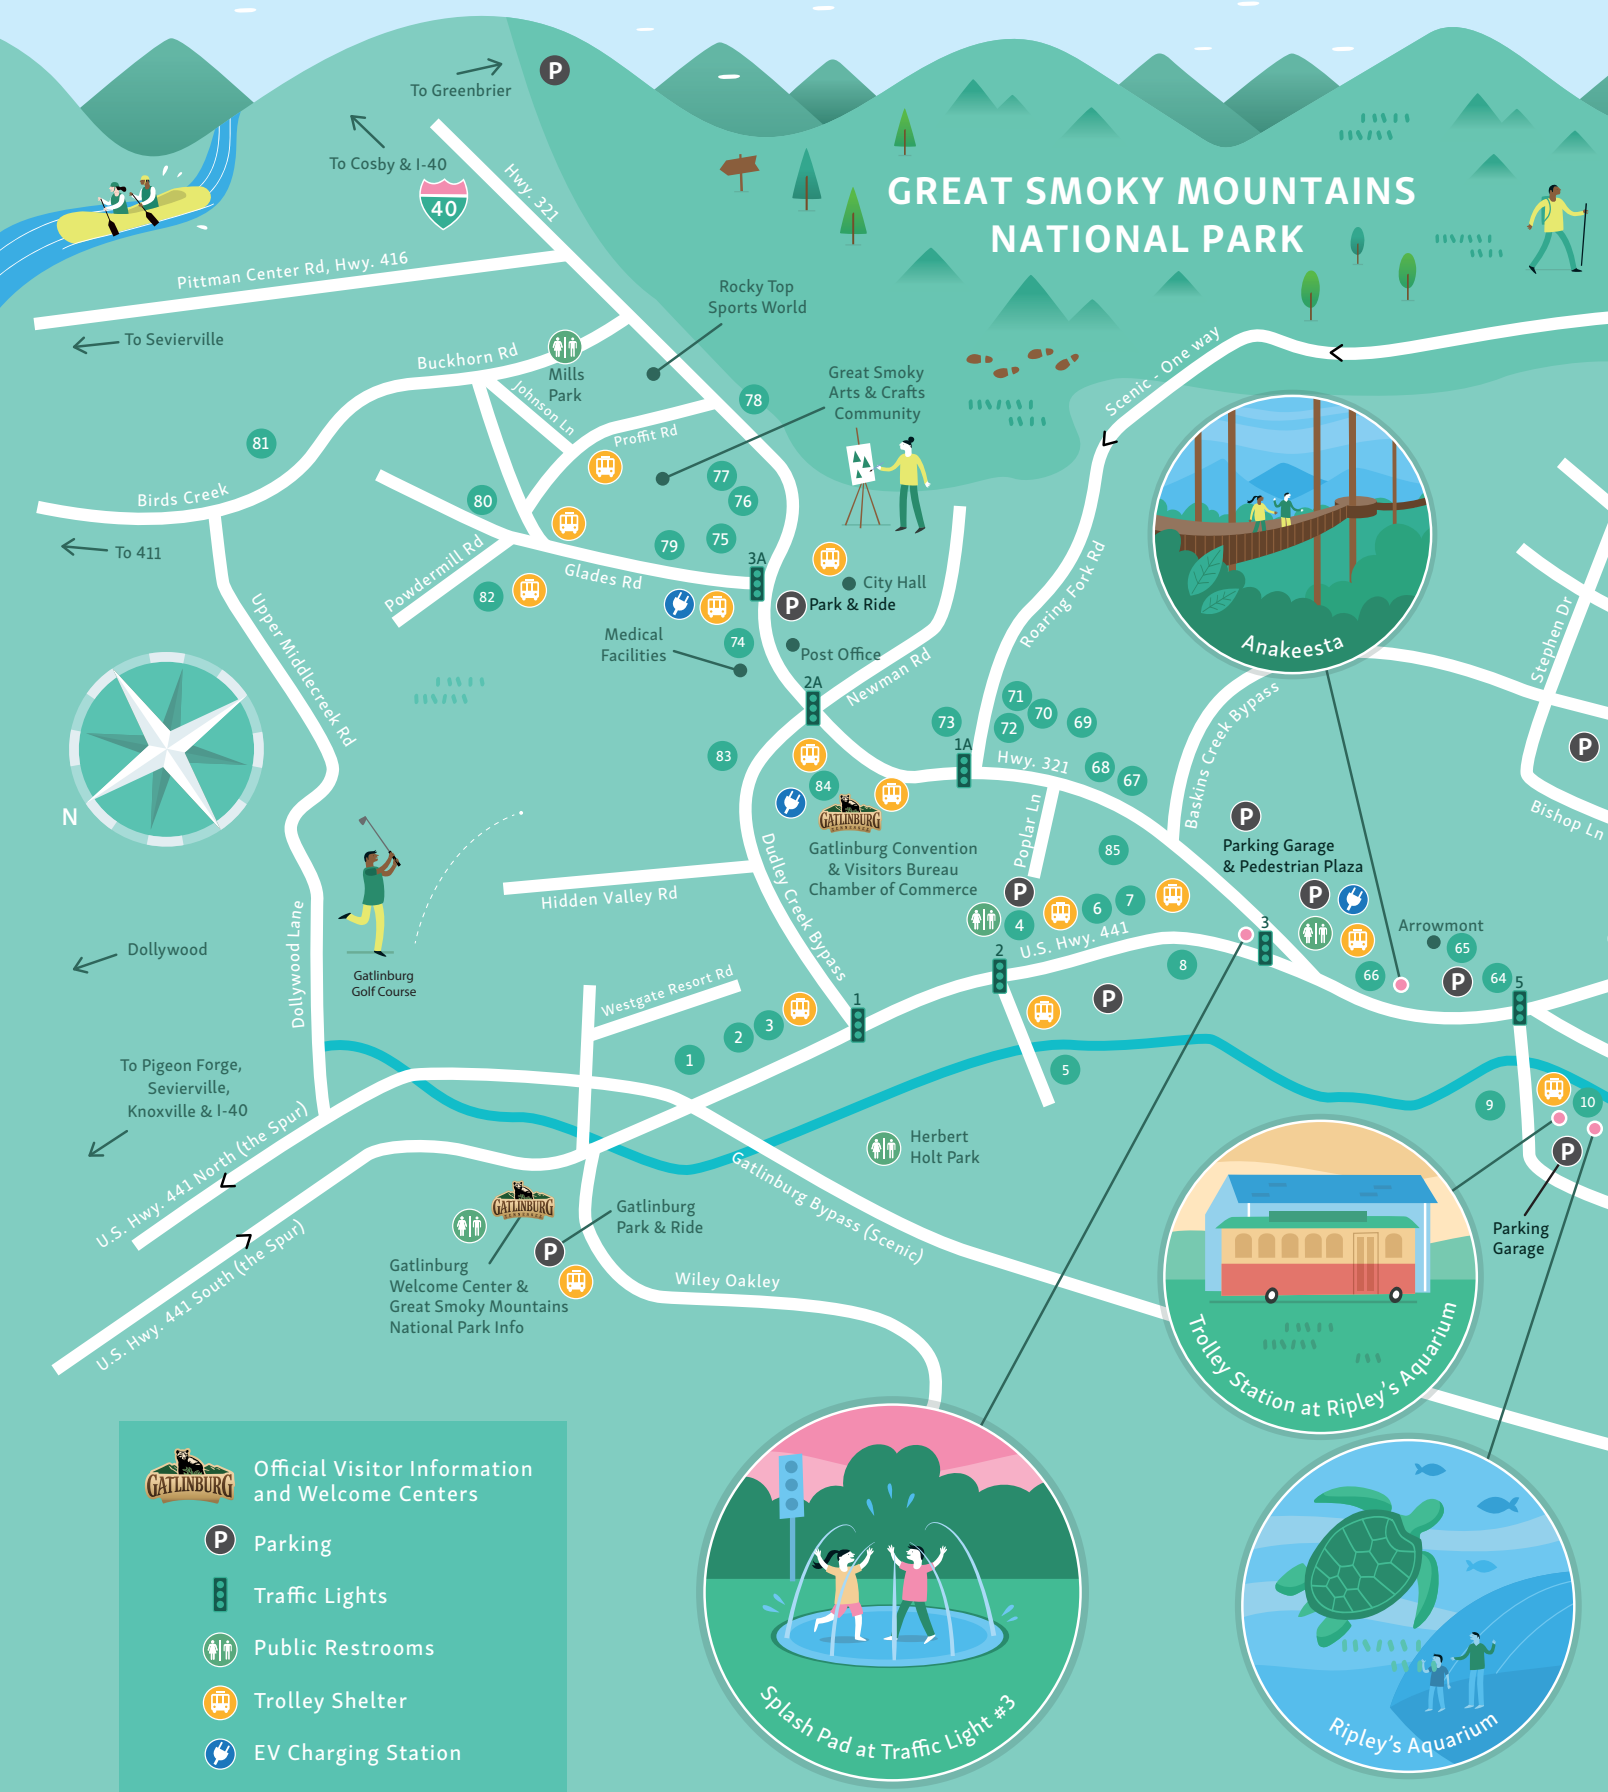 To Greenbrier
P
To Cosby & I-40
40
Hwy. 321
GREAT SMOKY MOUNTAINS
NATIONAL PARK
Pittman Center Rd, Hwy. 416
To Sevierville
Rocky Top
Sports World
Buckhorn Rd
Mills
Park
Johnson Ln
Proffit Rd
78
Great Smoky
Arts & Crafts
Community
Scenic - One way
81
Birds Creek
To 411
80
77
76
75
79
3A
Glades Rd
Powdermill Rd
82
City Hall
P
Park & Ride
74
Medical
Facilities
Post Office
Newman Rd
2A
Roaring Fork Rd
Anakeesta
Stephen Dr
Upper Middlecreek Rd
N
83
84
GATLINBURG
TENNESSEE
Gatlinburg Convention
& Visitors Bureau
Chamber of Commerce
73
1A
71
70
72
69
Hwy. 321
68
67
Baskins Creek Bypass
P
Bishop Ln
Poplar Ln
85
P
Parking Garage
& Pedestrian Plaza
P
Dudley Creek Bypass
Hidden Valley Rd
P
4
6
7
U.S. Hwy. 441
3
8
Arrowmont
65
66
P
64
5
Dollywood
Dollywood Lane
Gatlinburg
Golf Course
Westgate Resort Rd
2
P
1
1
2
3
5
To Pigeon Forge,
Sevierville,
Knoxville & I-40
9
10
P
Parking
Garage
U.S. Hwy. 441 North (the Spur)
U.S. Hwy. 441 South (the Spur)
Herbert
Holt Park
Gatlinburg Bypass (Scenic)
GATLINBURG
TENNESSEE
Gatlinburg
Park & Ride
P
Gatlinburg
Welcome Center &
Great Smoky Mountains
National Park Info
Wiley Oakley
Trolley Station at Ripley's Aquarium
Splash Pad at Traffic Light #3
Ripley's Aquarium
GATLINBURG
TENNESSEE
Official Visitor Information
and Welcome Centers
P
Parking
Traffic Lights
Public Restrooms
Trolley Shelter
EV Charging Station